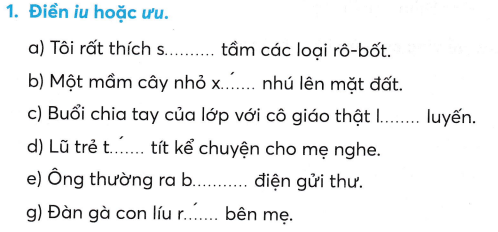 1. Điền iu hoặc ưu.
a) Tôi rất thích s.......... tầm các loại rô-bốt.
b) Một mầm cây nhỏ x..´..... nhú lên mặt đất.
c) Buổi chia tay của lớp với cô giáo thật l........ luyến.
d) Lũ trẻ t..´..... tít kể chuyện cho mẹ nghe.
e) Ông thường ra b........... điện gửi thư.
g) Đàn gà con líu r..´..... bên mẹ.